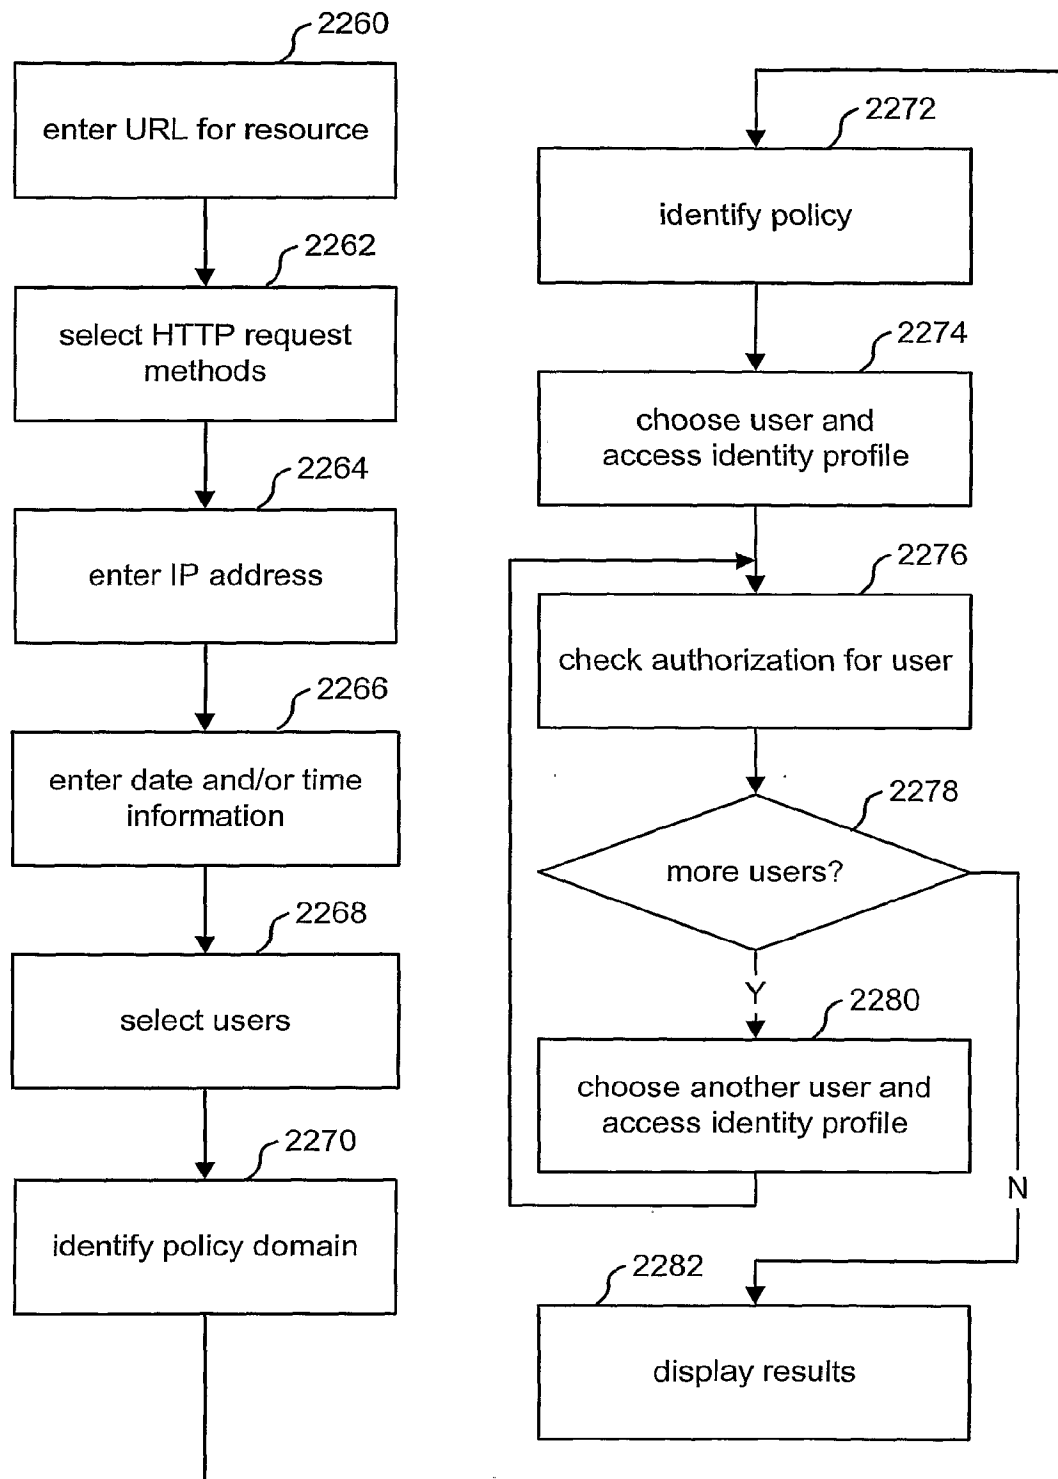 2260
enter URL for resource
2262
select HTTP request
methods
2264
enter IP address
2266
enter date and/or time
information
2268
select users
2270
identify policy domain
2272
identify policy
2274
choose user and
access identity profile
2276
check authorization for user
2278
more users?
Y
2280
choose another user and
access identity profile
N
2282
display results